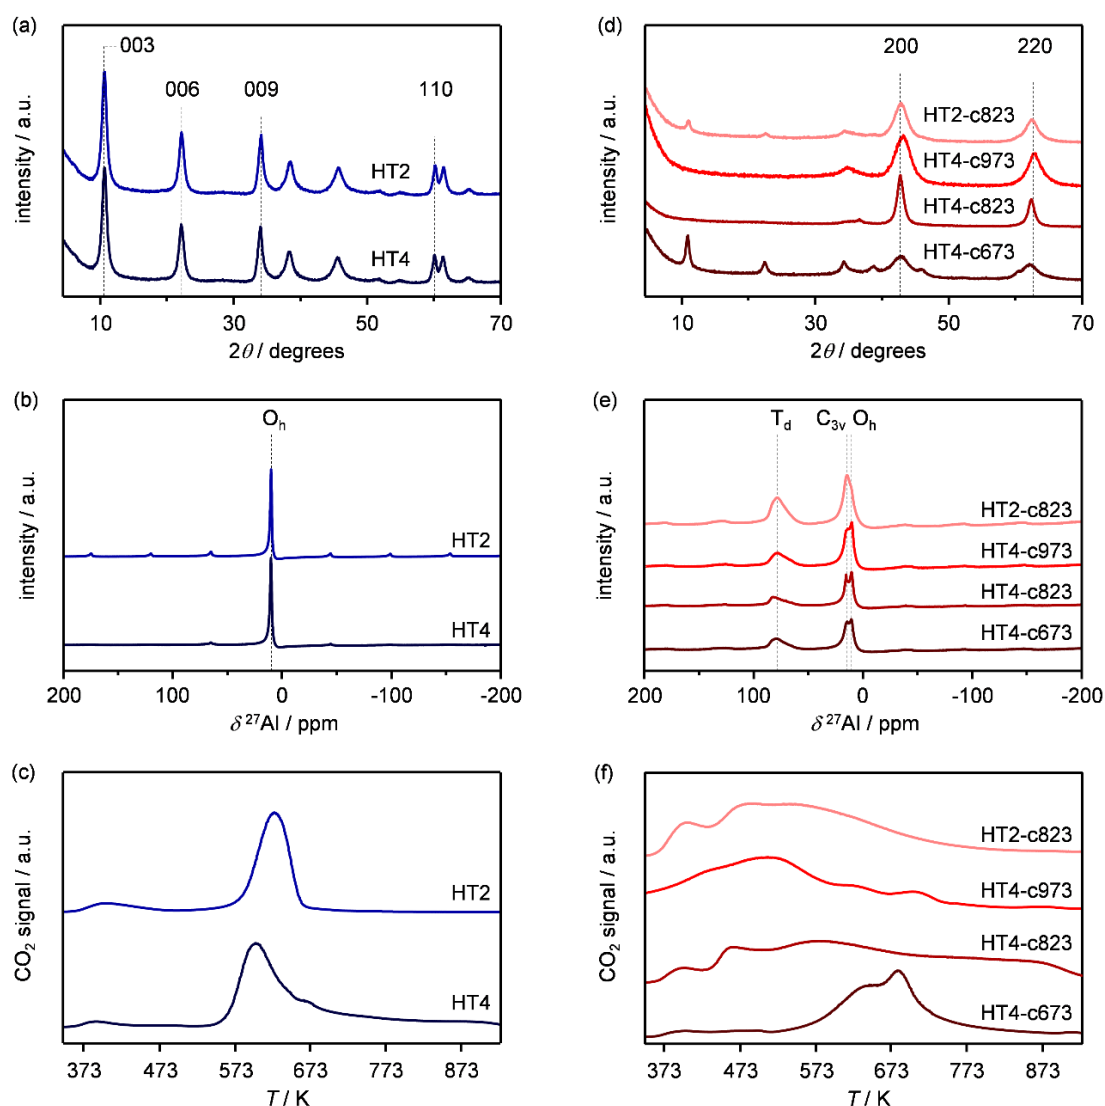 (a)
003
006
009
110
HT2
HT4
intensity / a.u.
10
30
50
70
2θ / degrees
(d)
200
220
HT2-c823
HT4-c973
HT4-c823
HT4-c673
intensity / a.u.
10
30
50
70
2θ / degrees
(b)
Oh
HT2
HT4
intensity / a.u.
200
100
0
-100
-200
δ 27Al / ppm
(e)
Td
C3v
Oh
HT2-c823
HT4-c973
HT4-c823
HT4-c673
intensity / a.u.
200
100
0
-100
-200
δ 27Al / ppm
(c)
HT2
HT4
CO2 signal / a.u.
373
473
573
673
773
873
T / K
(f)
HT2-c823
HT4-c973
HT4-c823
HT4-c673
CO2 signal / a.u.
373
473
573
673
773
873
T / K